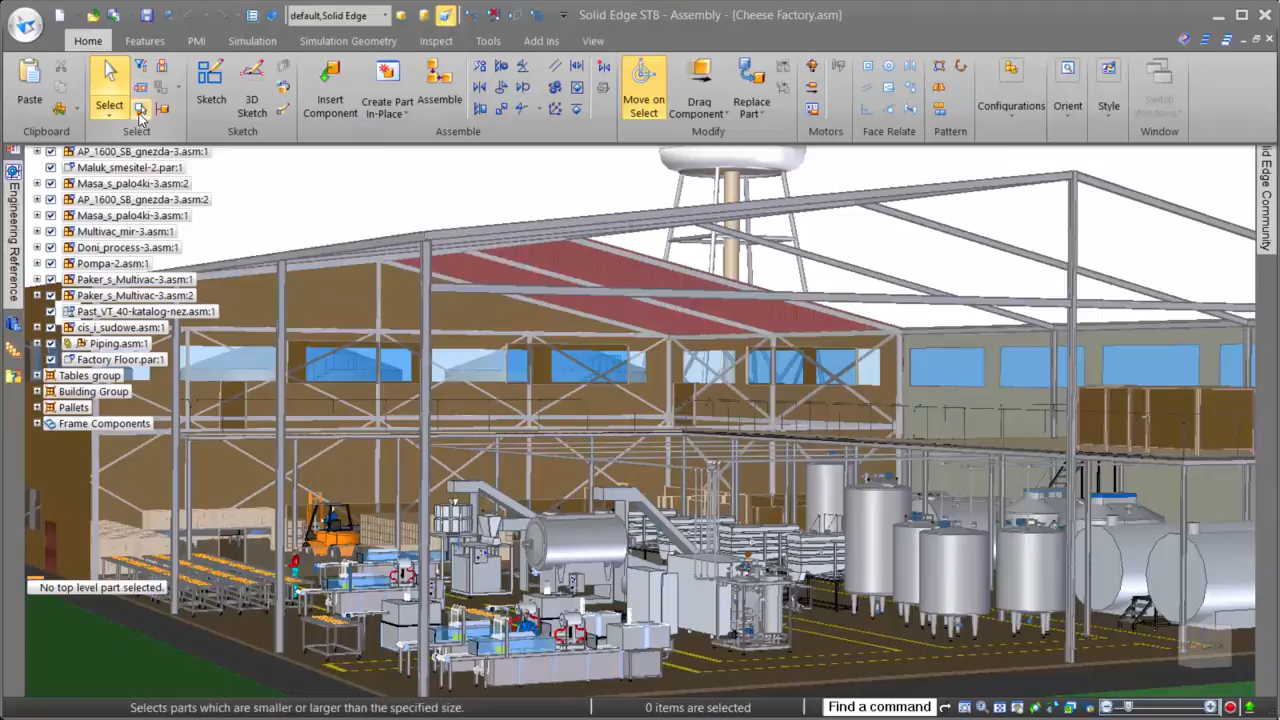 default,Solid Edge
Solid Edge ST8 - Assembly - [Cheese Factory.asm]
Home Features PMI Simulation Simulation Geometry Inspect Tools Add Ins View
Paste
Select
Sketch
3D Sketch
Insert Component
Create Part In-Place
Assemble
Move on Select
Drag Component
Replace Part
Configurations
Orient
Style
Switch Windows
Clipboard Select Sketch Assemble Modify Motors Face Relate Pattern Window
AP_1600_SB_gnezda-3.asm:1
Maluk_smesitel-2.par:1
Masa_s_palo4ki-3.asm:2
AP_1600_SB_gnezda-3.asm:2
Masa_s_palo4ki-3.asm:1
Multivac_mir-3.asm:1
Doni_process-3.asm:1
Pompa-2.asm:1
Paker_s_Multivac-3.asm:1
Paker_s_Multivac-3.asm:2
Past_VT_40-katalog-nez.asm:1
cis_i_sudowe.asm:1
Piping.asm:1
Factory Floor.par:1
Tables group
Building Group
Pallets
Frame Components
Engineering Reference
lid Edge Community
No top level part selected.
Selects parts which are smaller or larger than the specified size.
0 items are selected
Find a command